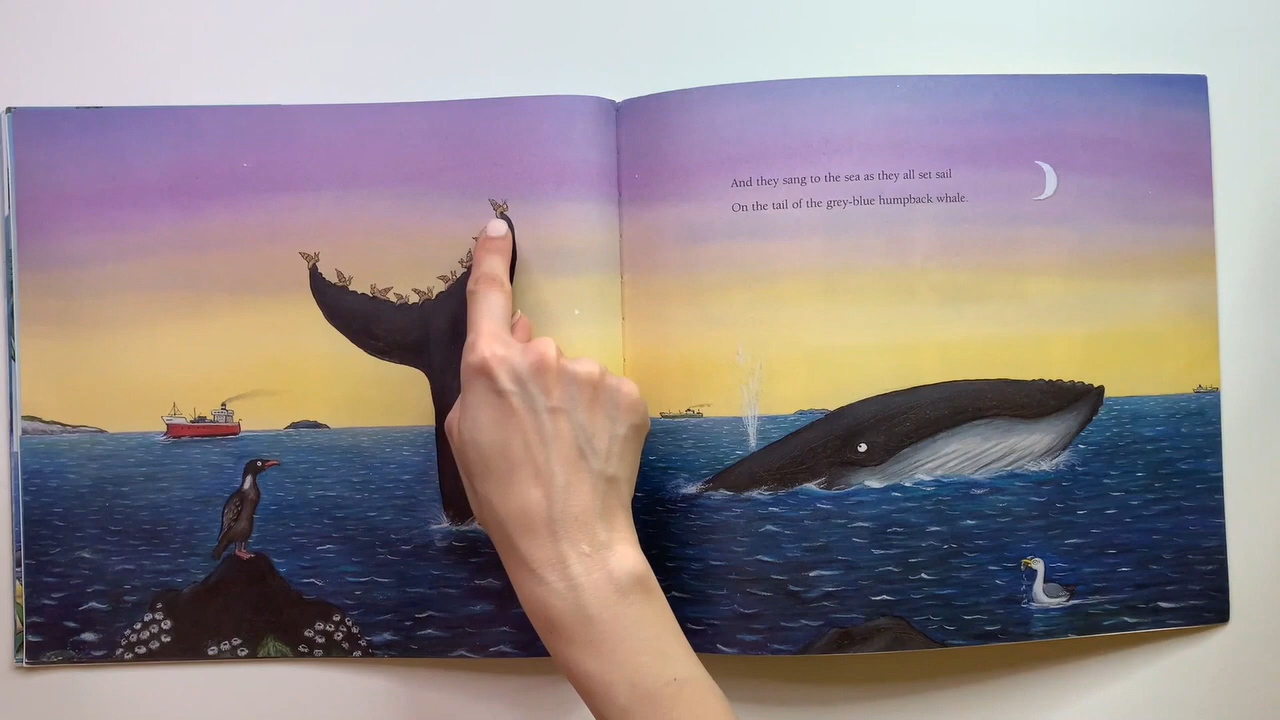 And they sang to the sea as they all set sail
On the tail of the grey-blue humpback whale.